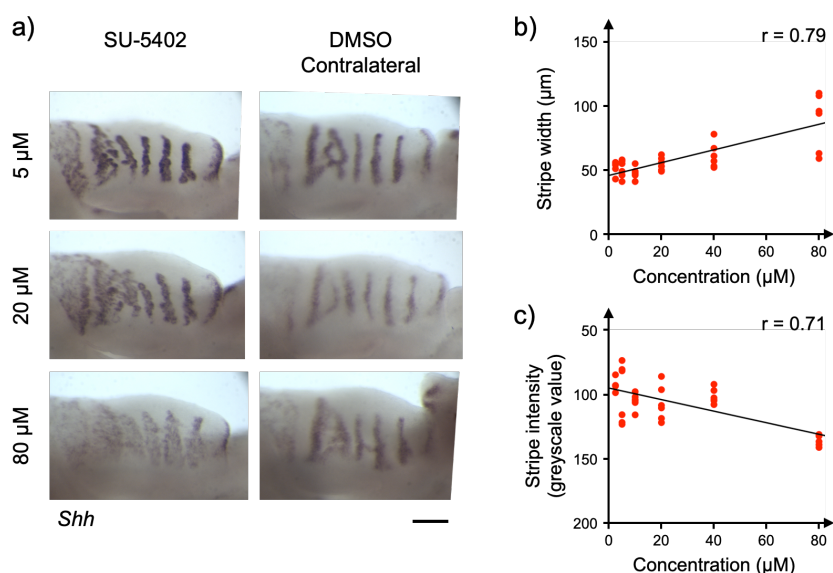 a)
SU-5402
DMSO
Contralateral
5 µM
20 µM
80 µM
Shh
b)
r = 0.79
150
100
50
0
Stripe width (µm)
0
20
40
60
80
Concentration (µM)
c)
r = 0.71
50
100
150
200
Stripe intensity
(greyscale value)
0
20
40
60
80
Concentration (µM)